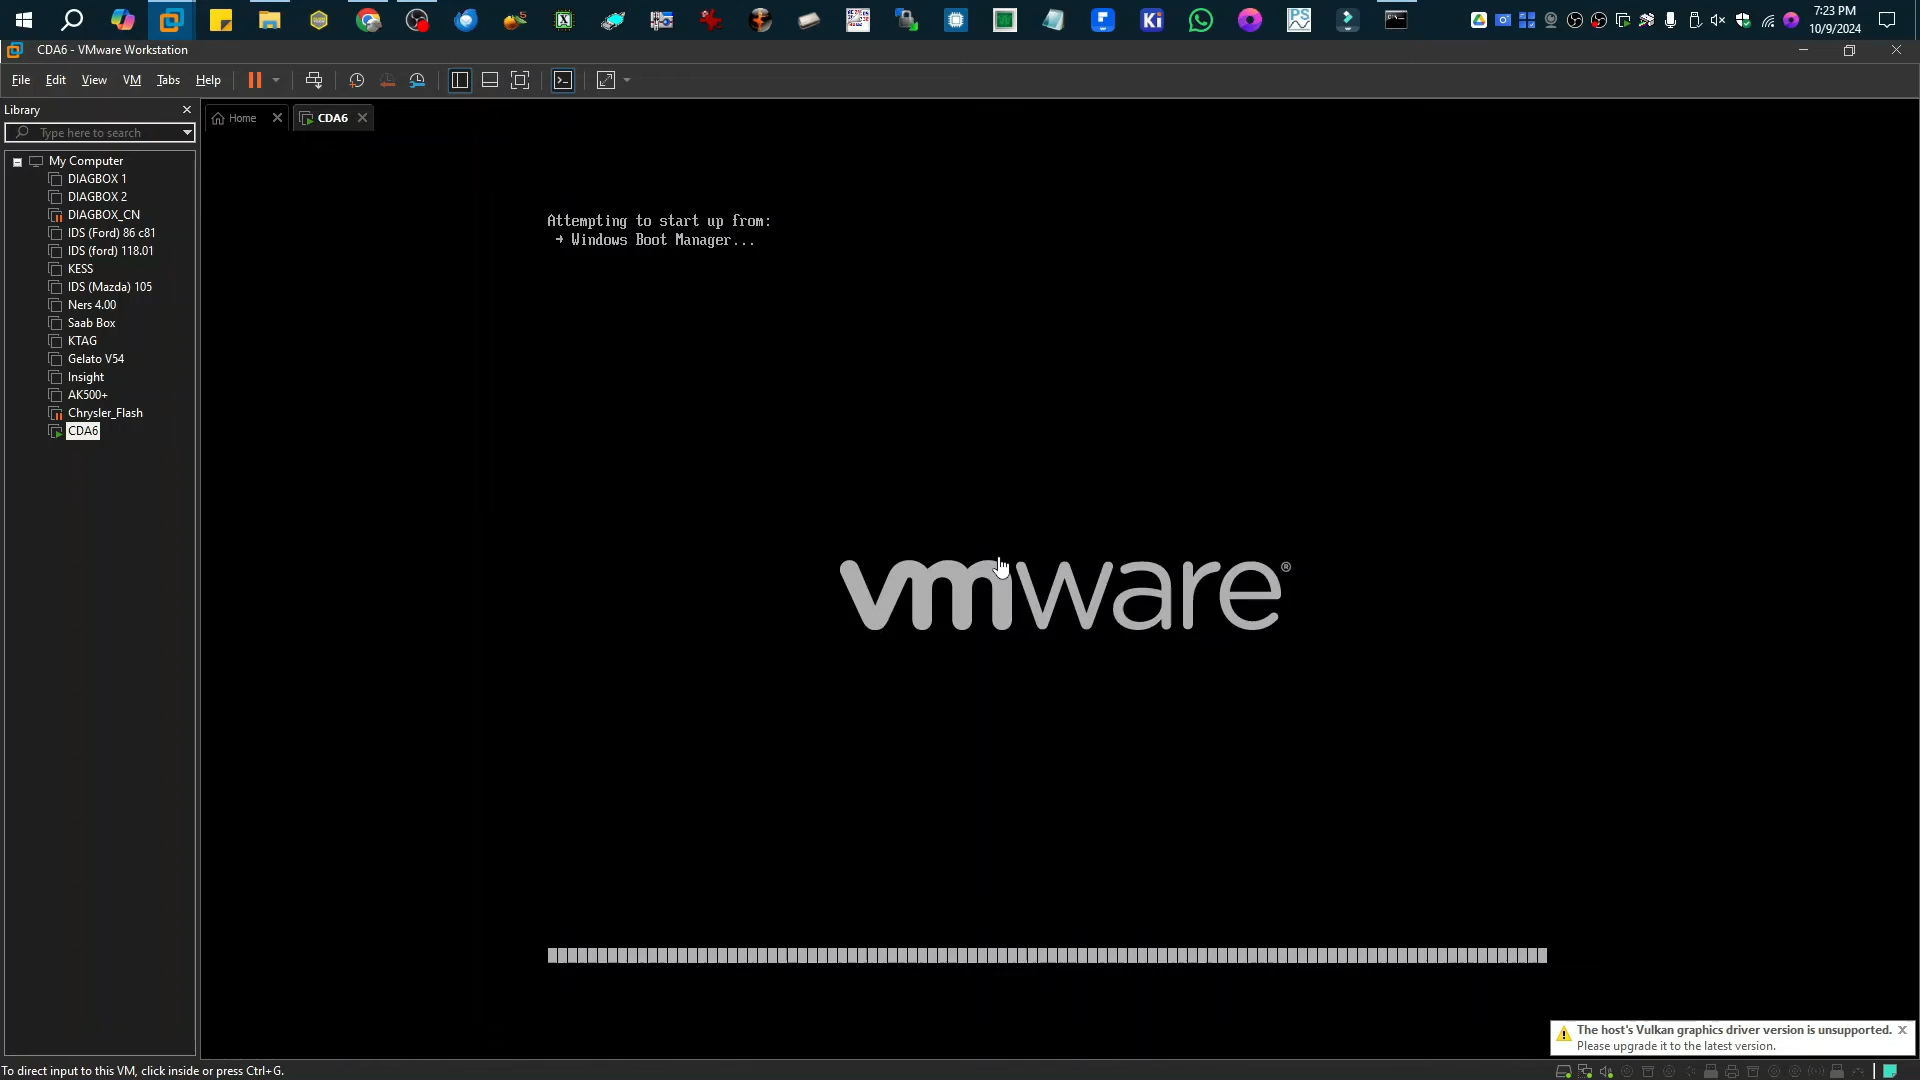 7:23 PM
10/9/2024
CDA6 - VMware Workstation
File Edit View VM Tabs Help
Library
Type here to search
Home
CDA6
My Computer
DIAGBOX 1
DIAGBOX 2
DIAGBOX_CN
IDS (Ford) 86 c81
IDS (ford) 118.01
KESS
IDS (Mazda) 105
Ners 4.00
Saab Box
KTAG
Gelato V54
Insight
AK500+
Chrysler_Flash
CDA6
Attempting to start up from:
→ Windows Boot Manager...
vmware®
The host's Vulkan graphics driver version is unsupported.
Please upgrade it to the latest version.
To direct input to this VM, click inside or press Ctrl+G.